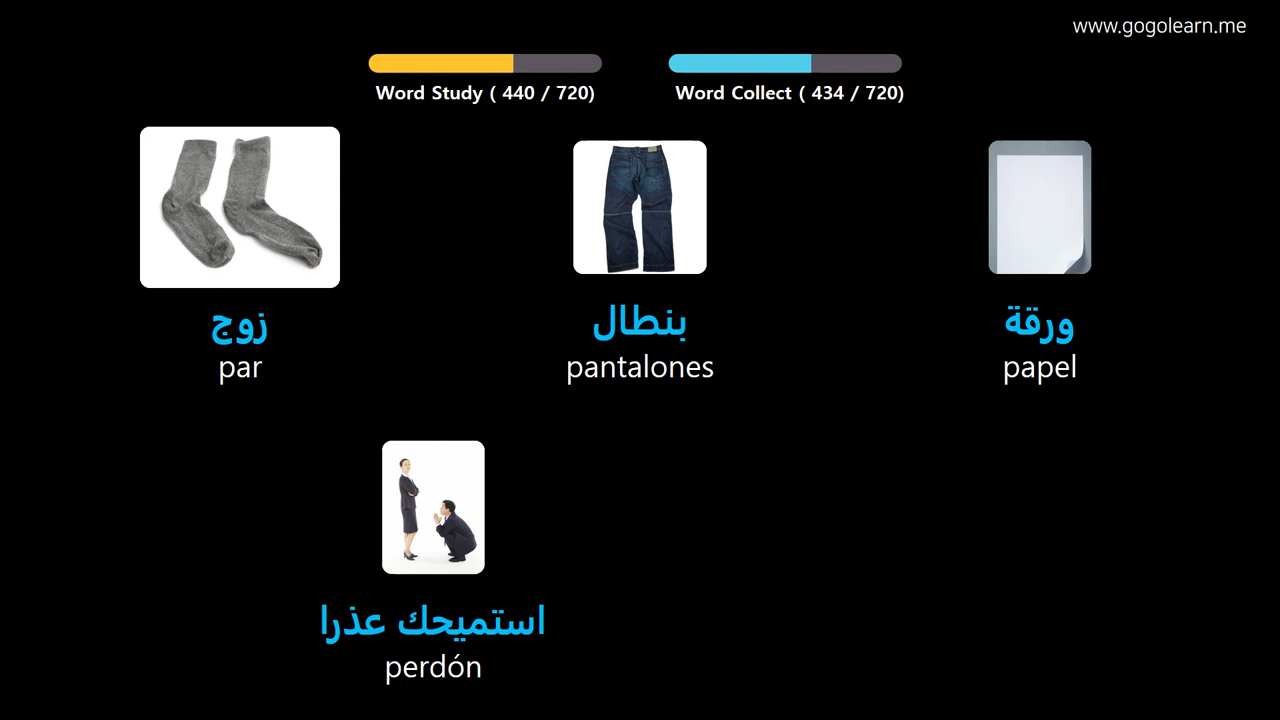 www.gogolearn.me
Word Study ( 440 / 720)
Word Collect ( 434 / 720)
زوج
par
بنطال
pantalones
ورقة
papel
استميحك عذرا
perdón